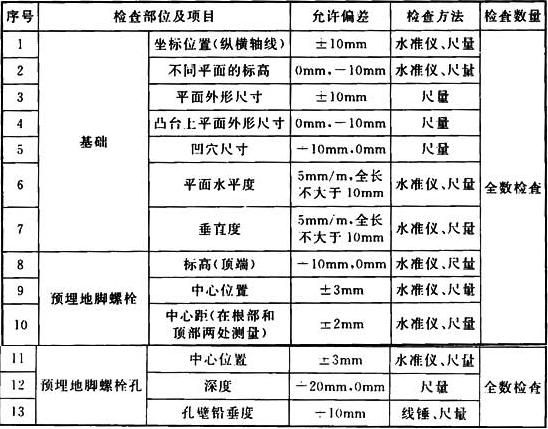 序号 检查部位及项目 允许偏差 检查方法 检查数量
1 基础 坐标位置(纵横轴线) ±10mm 水准仪、尺量 全数检查
2 不同平面的标高 0mm,－10mm 水准仪、尺量
3 平面外形尺寸 ±10mm 尺量
4 凸台上平面外形尺寸 0mm,－10mm 尺量
5 凹穴尺寸 +10mm,0mm 尺量
6 平面水平度 5mm/m,全长
不大于10mm 水准仪、尺量
7 垂直度 5mm/m,全长
不大于10mm 水准仪、尺量
8 预埋地脚螺栓 标高(顶端) +10mm,0mm 水准仪、尺量
9 中心位置 ±3mm 水准仪、尺量
10 中心距(在根部和
顶部两处测量) ±2mm 水准仪、尺量
11 预埋地脚螺栓孔 中心位置 ±3mm 水准仪、尺量 全数检查
12 深度 +20mm,0mm 尺量
13 孔壁铅垂度 10mm 线锤、尺量